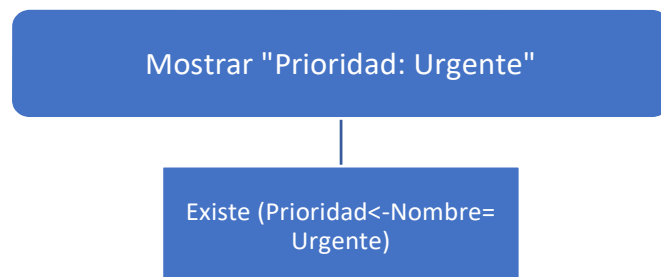 Mostrar "Prioridad: Urgente"
Existe (Prioridad<-Nombre=
Urgente)